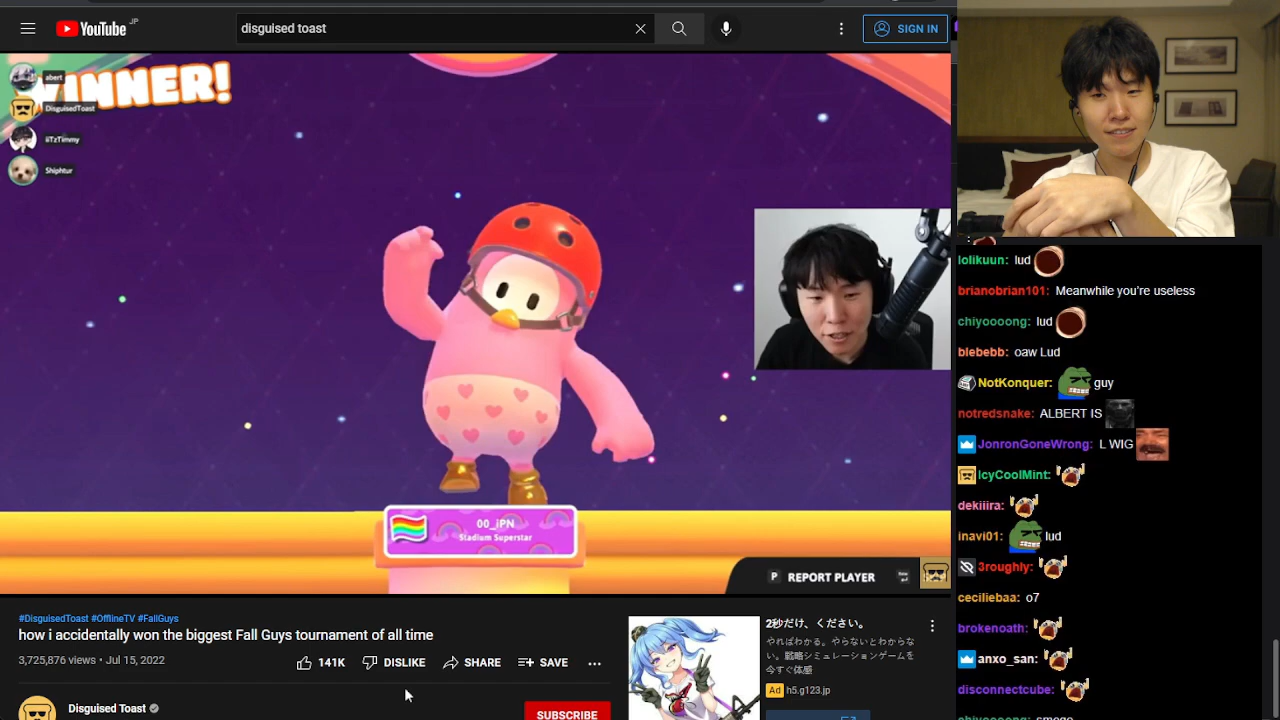 YouTube JP
disguised toast
SIGN IN
WINNER!
abert
DisguisedToast
iiTzTimmy
Shiphtur
00_iPN
Stadium Superstar
P REPORT PLAYER
#DisguisedToast #OfflineTV #FallGuys
how i accidentally won the biggest Fall Guys tournament of all time
3,725,876 views • Jul 15, 2022
141K
DISLIKE
SHARE
SAVE
Disguised Toast
SUBSCRIBE
2秒だけ、ください。
やればわかる。やらないとわからな
い。戦略シミュレーションゲームを
今すぐ体感
Ad h5.g123.jp
lolikuun: lud
brianobrian101: Meanwhile you're useless
chiyoooong: lud
blebebb: oaw Lud
NotKonquer: guy
notredsnake: ALBERT IS
JonronGoneWrong: L WIG
IcyCoolMint:
dekiiira:
inavi01: lud
3roughly:
ceciliebaa: o7
brokenoath:
anxo_san:
disconnectcube:
chiyoooong: smoge